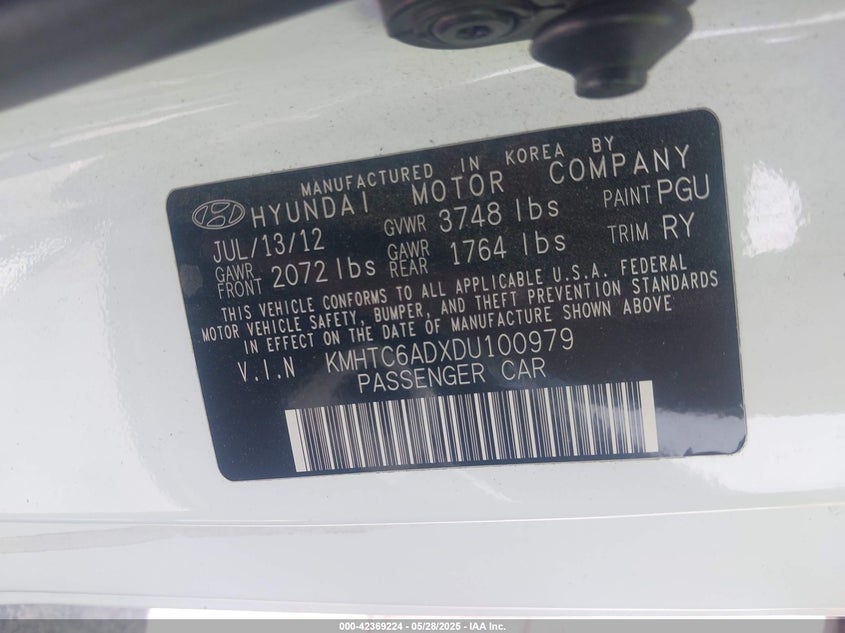 MANUFACTURED IN KOREA BY
HYUNDAI MOTOR COMPANY
JUL/13/12 GVWR 3748 lbs PAINT PGU
GAWR FRONT 2072 lbs GAWR REAR 1764 lbs TRIM RY
THIS VEHICLE CONFORMS TO ALL APPLICABLE U.S.A. FEDERAL
MOTOR VEHICLE SAFETY, BUMPER, AND THEFT PREVENTION STANDARDS
IN EFFECT ON THE DATE OF MANUFACTURE SHOWN ABOVE
V.I.N KMHTC6ADXDU100979
PASSENGER CAR
000-42369224 | 05/28/2025 - IAA Inc.